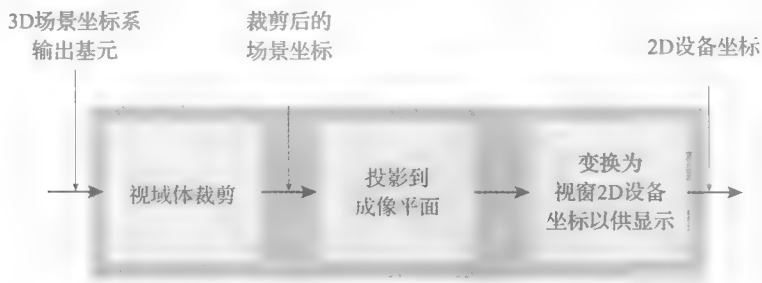 3D场景坐标系
输出基元
裁剪后的
场景坐标
2D设备坐标
视域体裁剪
投影到
成像平面
变换为
视窗2D设备
坐标以供显示